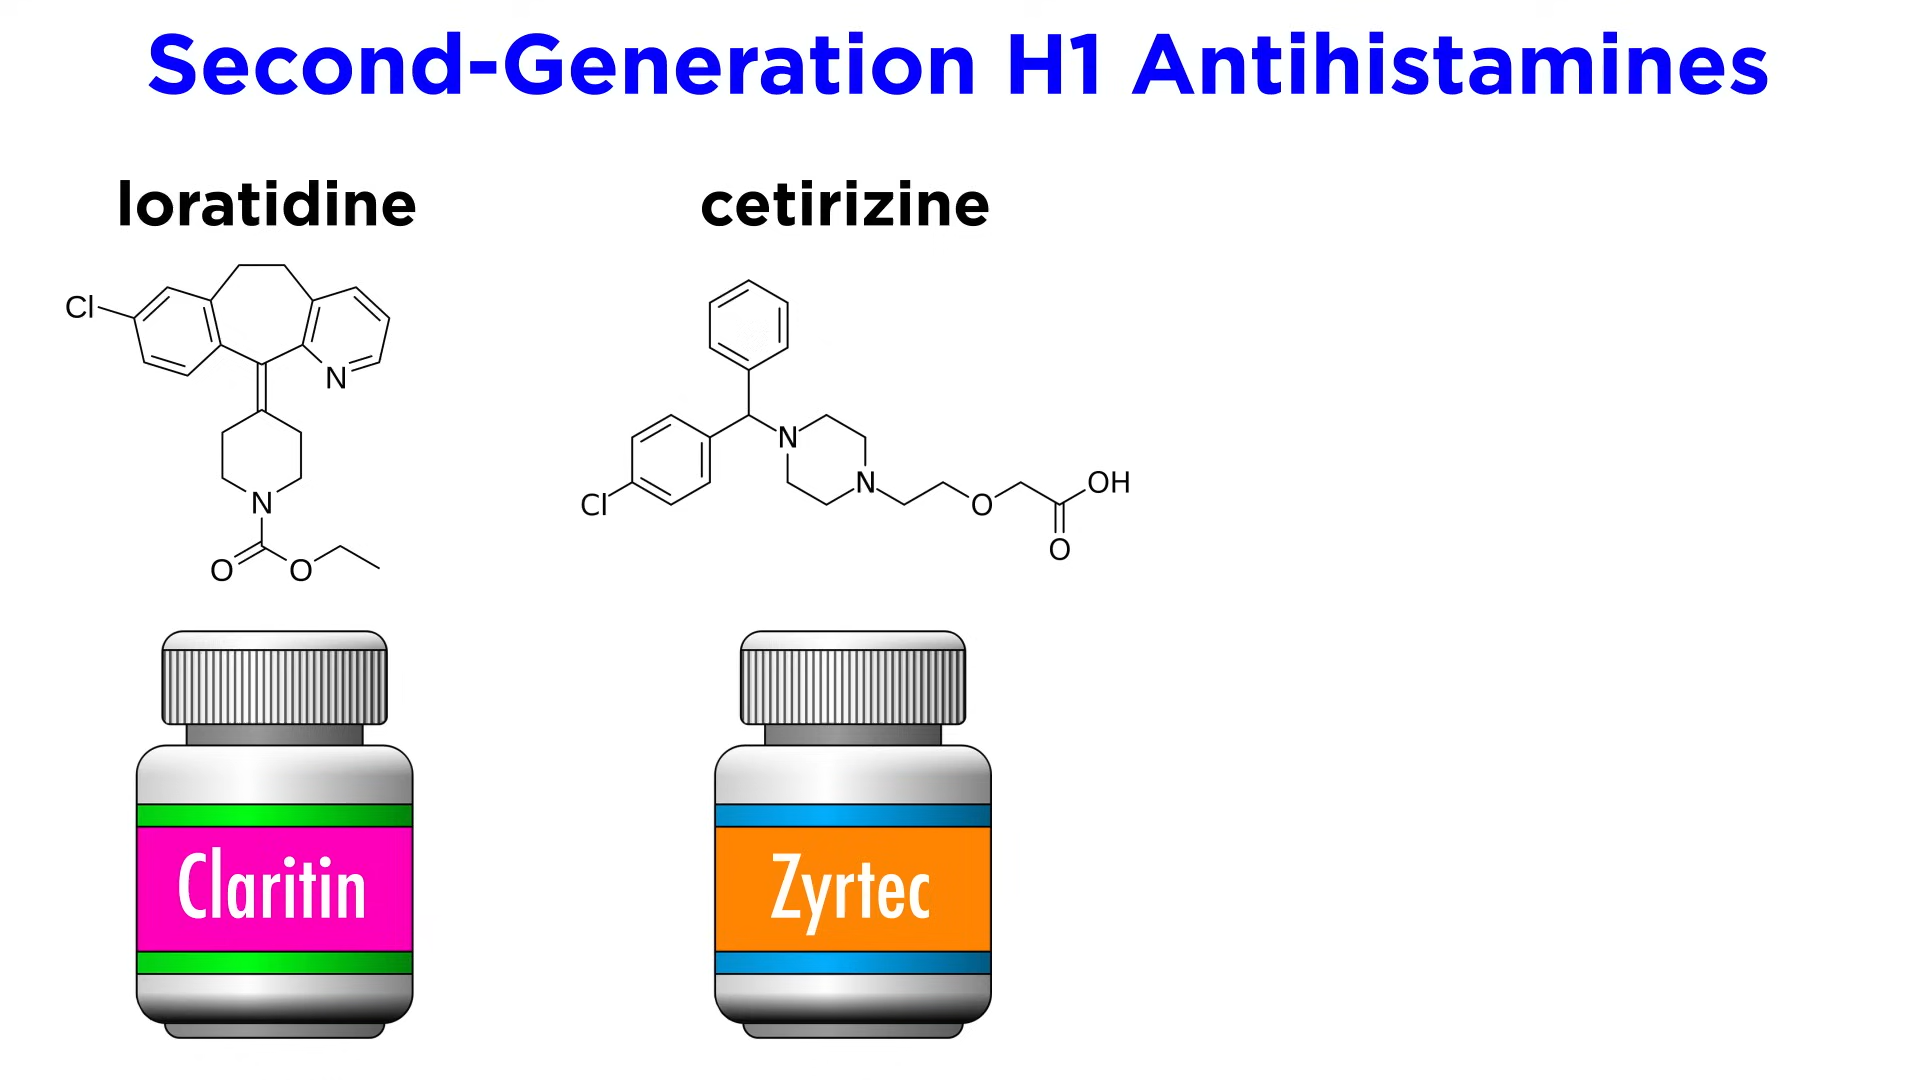 Second-Generation H1 Antihistamines
loratidine
cetirizine
Cl
N
N
O
O
N
N
Cl
O
OH
O
Claritin
Zyrtec